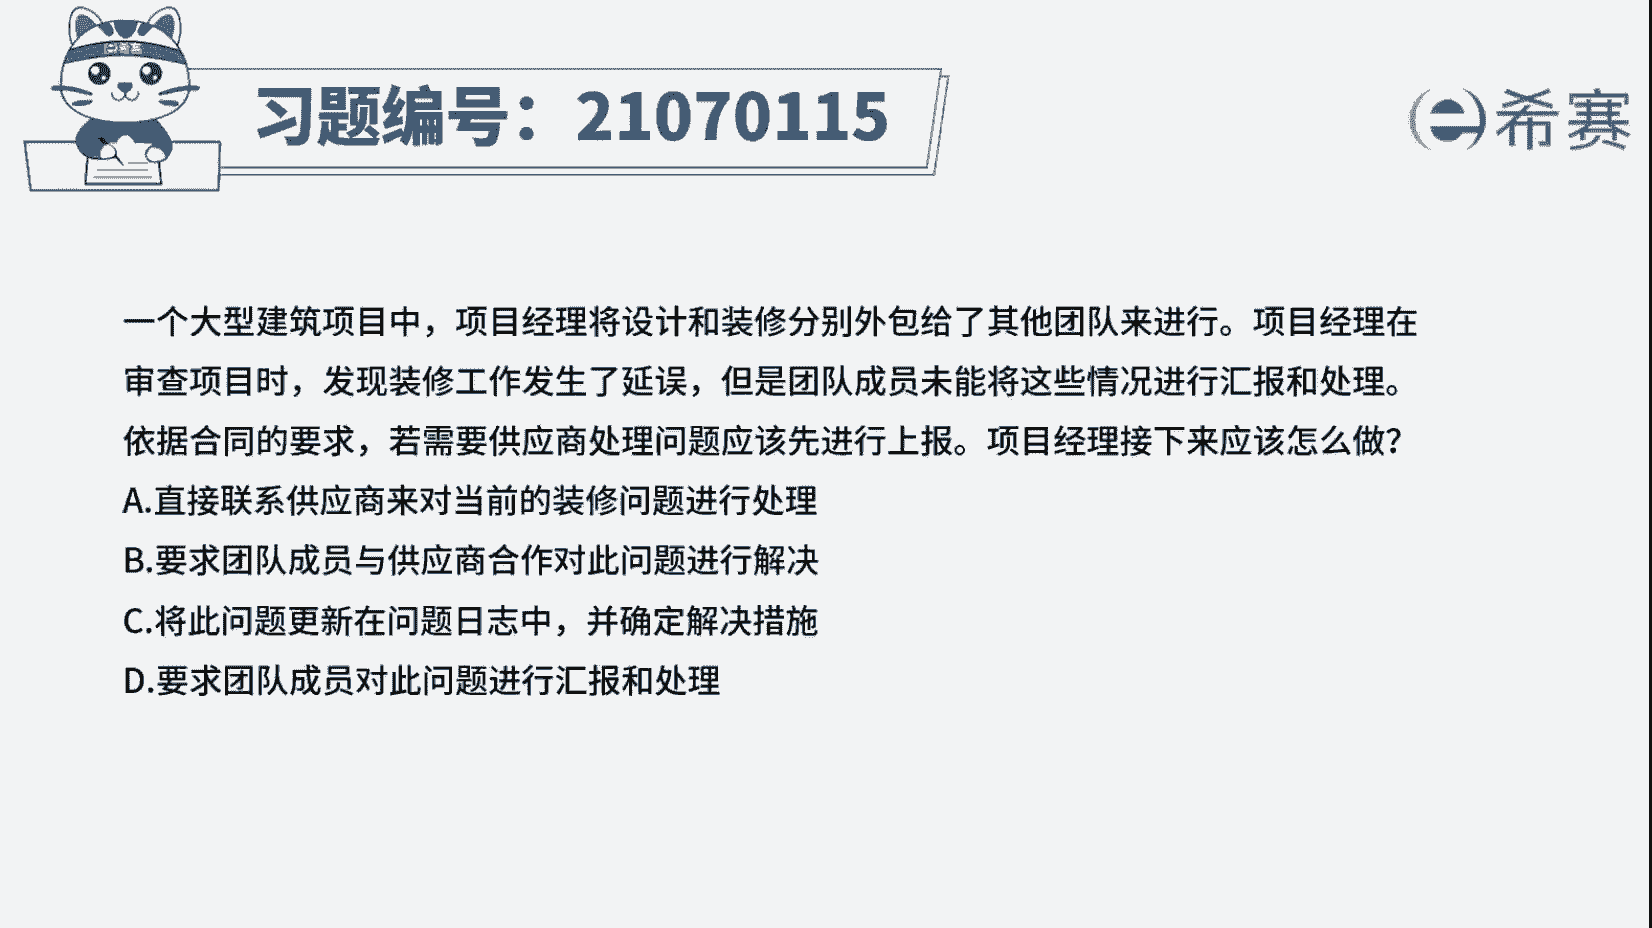 习题编号：21070115
希赛
一个大型建筑项目中，项目经理将设计和装修分别外包给了其他团队来进行。项目经理在
审查项目时，发现装修工作发生了延误，但是团队成员未能将这些情况进行汇报和处理。
依据合同的要求，若需要供应商处理问题应该先进行上报。项目经理接下来应该怎么做？
A.直接联系供应商来对当前的装修问题进行处理
B.要求团队成员与供应商合作对此问题进行解决
C.将此问题更新在问题日志中，并确定解决措施
D.要求团队成员对此问题进行汇报和处理